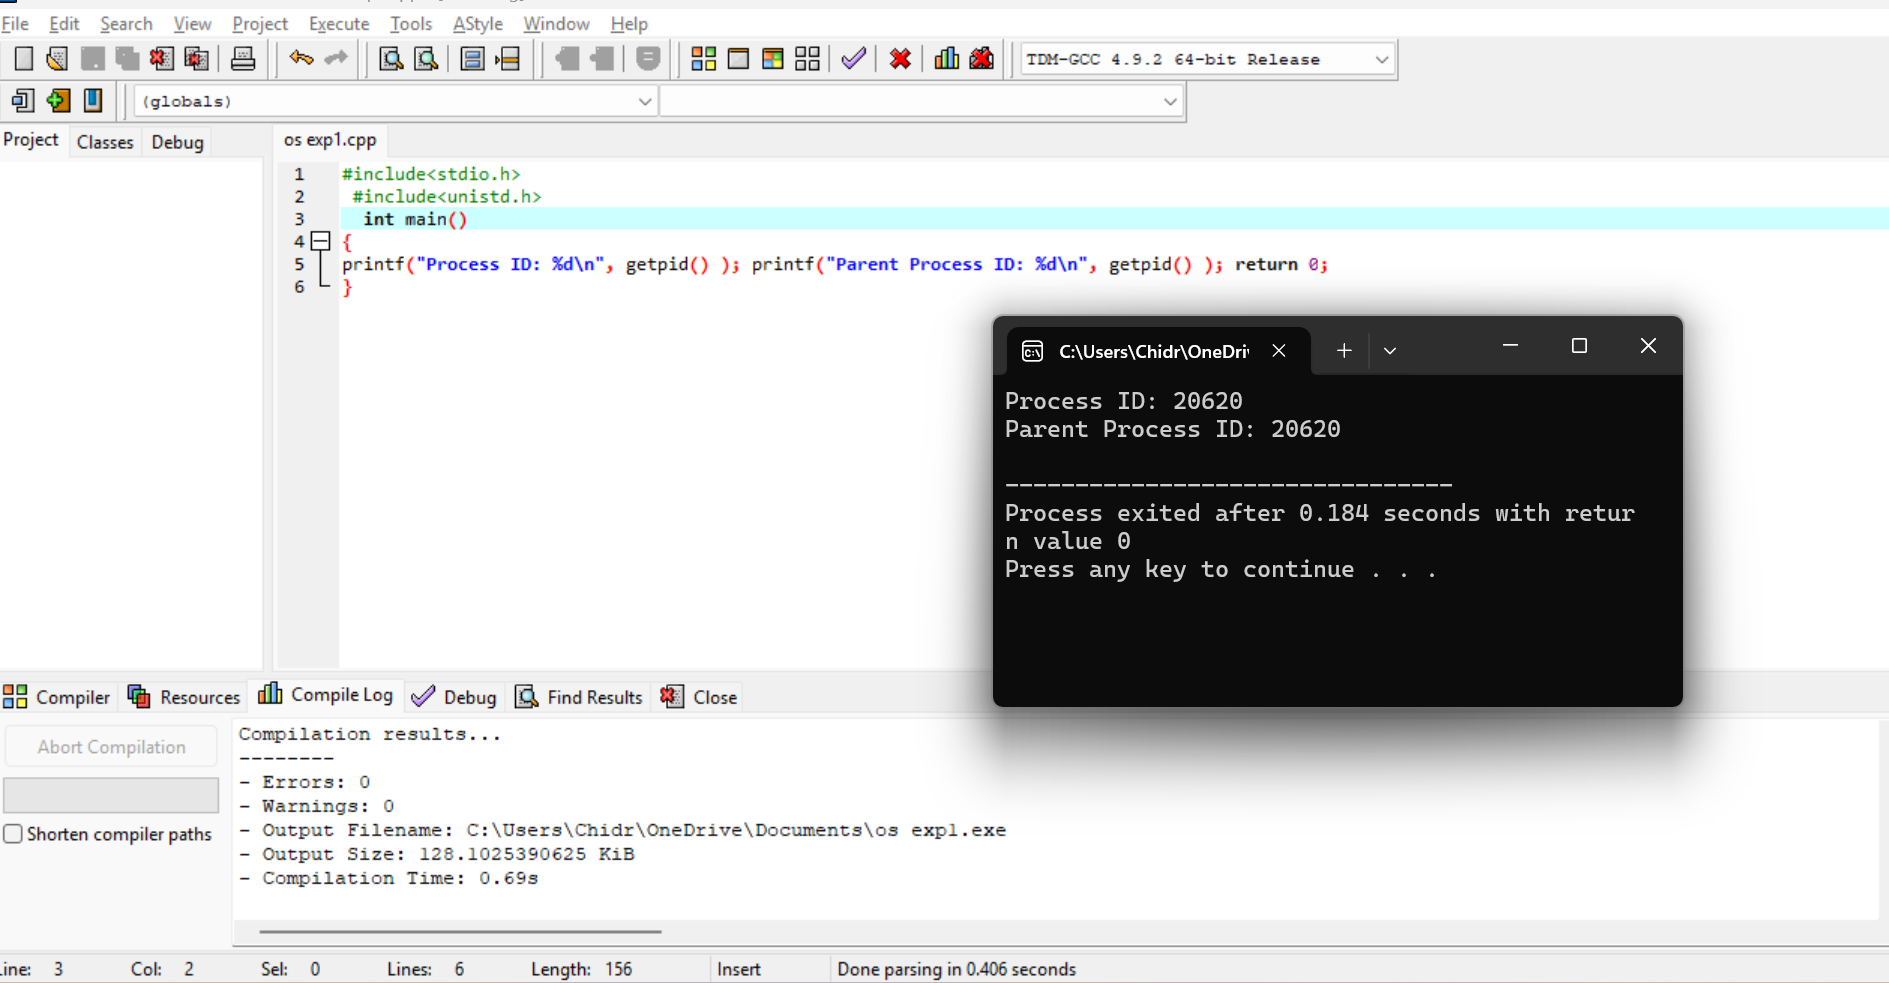 File Edit Search View Project Execute Tools AStyle Window Help
TDM-GCC 4.9.2 64-bit Release
(globals)
Project Classes Debug
os exp1.cpp
1 #include<stdio.h>
2 #include<unistd.h>
3 int main()
4 {
5 printf("Process ID: %d\n", getpid() ); printf("Parent Process ID: %d\n", getpid() ); return 0;
6 }
C:\Users\Chidr\OneDri
Process ID: 20620
Parent Process ID: 20620
--------------------------------
Process exited after 0.184 seconds with retur
n value 0
Press any key to continue . . .
Compiler Resources Compile Log Debug Find Results Close
Abort Compilation
Shorten compiler paths
Compilation results...
--------
- Errors: 0
- Warnings: 0
- Output Filename: C:\Users\Chidr\OneDrive\Documents\os exp1.exe
- Output Size: 128.1025390625 KiB
- Compilation Time: 0.69s
Line: 3 Col: 2 Sel: 0 Lines: 6 Length: 156 Insert Done parsing in 0.406 seconds